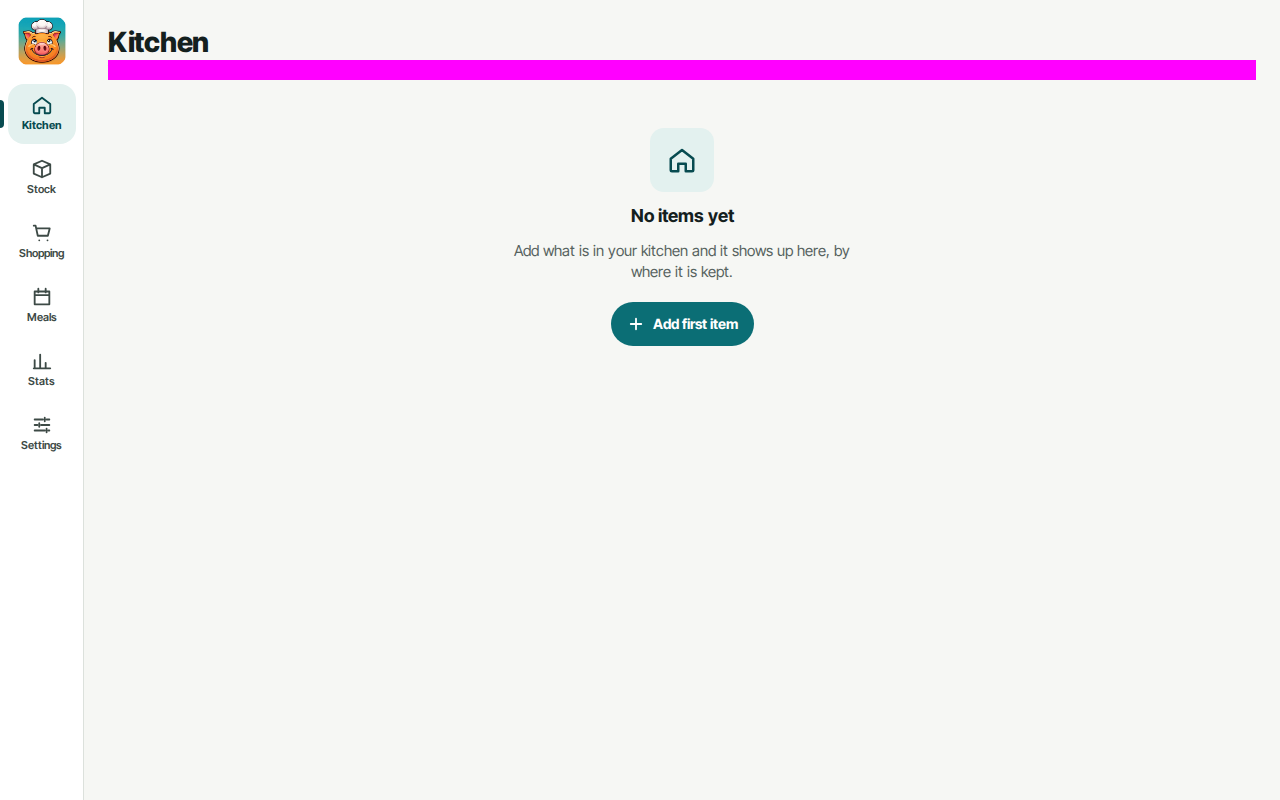 Kitchen
Kitchen
Stock
Shopping
Meals
Stats
Settings
No items yet
Add what is in your kitchen and it shows up here, by
where it is kept.
Add first item